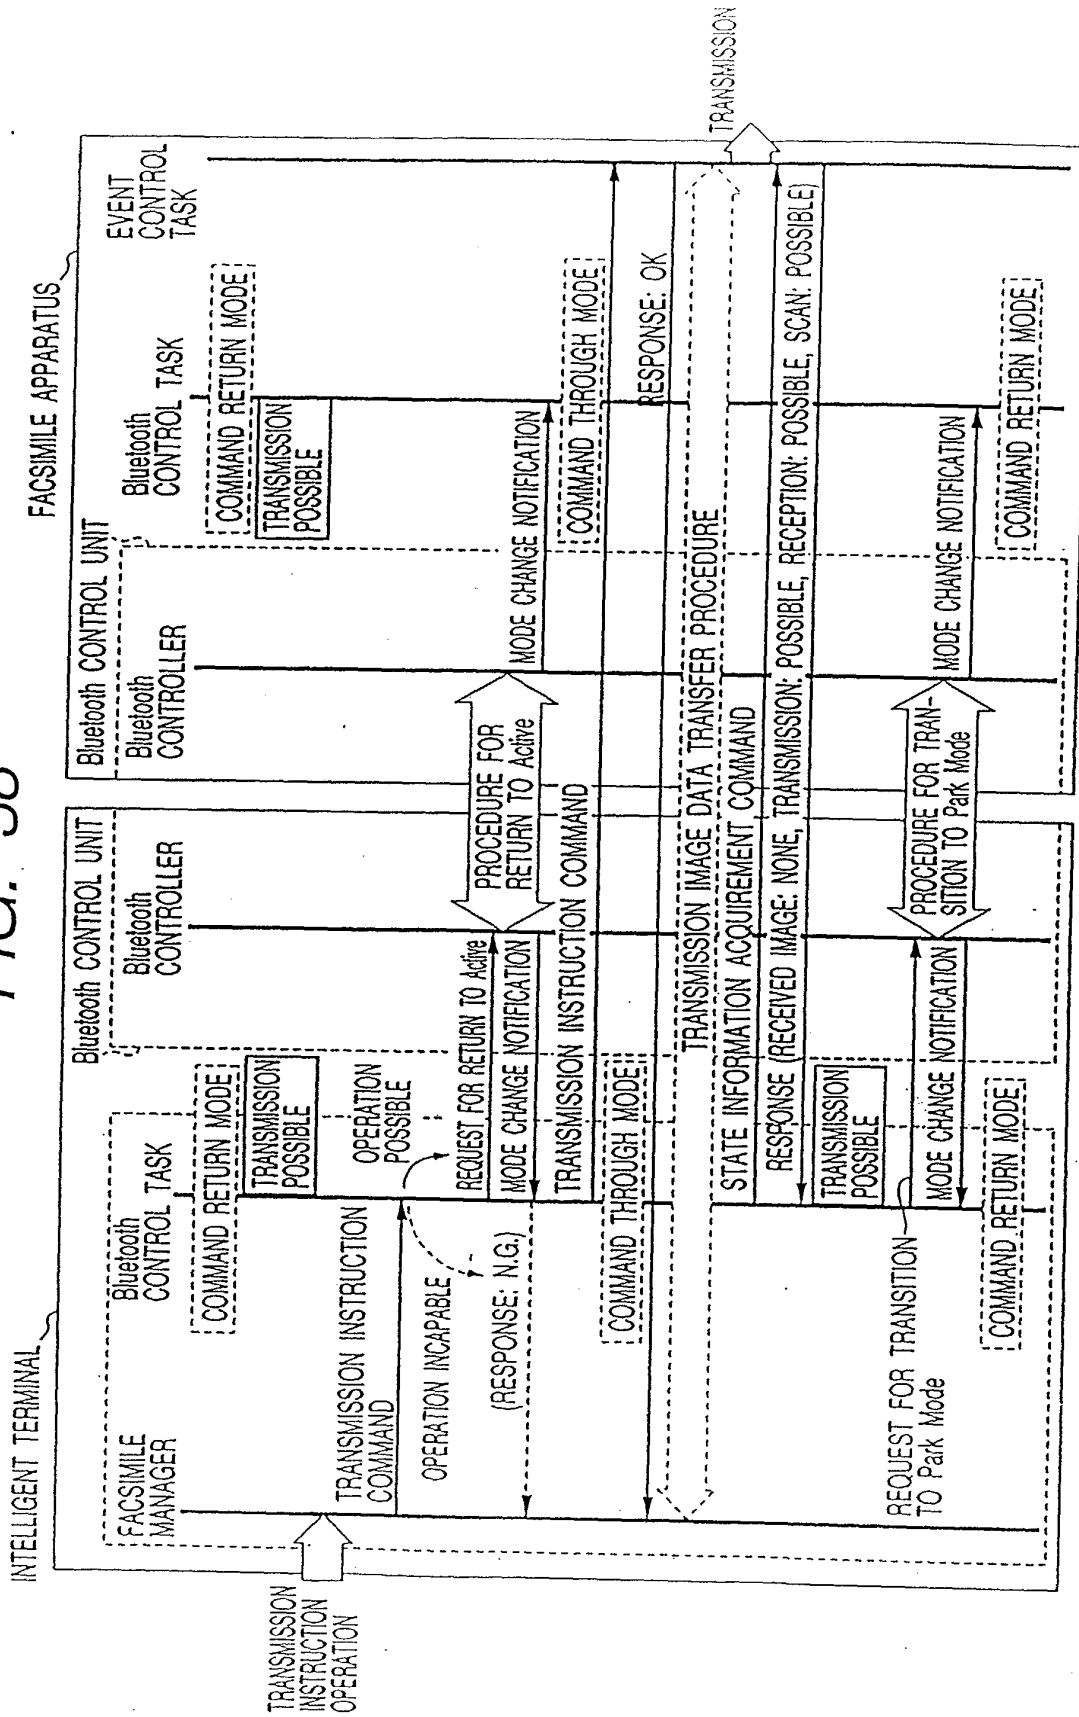 FIG. 38
INTELLIGENT TERMINAL
FACSIMILE APPARATUS
Bluetooth CONTROL UNIT
Bluetooth CONTROL UNIT
FACSIMILE
MANAGER
Bluetooth
CONTROL TASK
Bluetooth
CONTROLLER
Bluetooth
CONTROLLER
Bluetooth
CONTROL TASK
EVENT
CONTROL
TASK
COMMAND RETURN MODE
COMMAND RETURN MODE
TRANSMISSION
POSSIBLE
TRANSMISSION
POSSIBLE
TRANSMISSION
INSTRUCTION
OPERATION
TRANSMISSION INSTRUCTION
COMMAND
OPERATION
POSSIBLE
OPERATION INCAPABLE
REQUEST FOR RETURN TO Active
PROCEDURE FOR
RETURN TO Active
MODE CHANGE NOTIFICATION
MODE CHANGE NOTIFICATION
(RESPONSE: N.G.)
TRANSMISSION INSTRUCTION COMMAND
COMMAND THROUGH MODE
COMMAND THROUGH MODE
RESPONSE: OK
TRANSMISSION IMAGE DATA TRANSFER PROCEDURE
TRANSMISSION
STATE INFORMATION ACQUIREMENT COMMAND
RESPONSE (RECEIVED IMAGE: NONE, TRANSMISSION: POSSIBLE, RECEPTION: POSSIBLE, SCAN: POSSIBLE)
TRANSMISSION
POSSIBLE
REQUEST FOR TRANSITION
TO Park Mode
PROCEDURE FOR TRAN-
SITION TO Park Mode
MODE CHANGE NOTIFICATION
MODE CHANGE NOTIFICATION
COMMAND RETURN MODE
COMMAND RETURN MODE